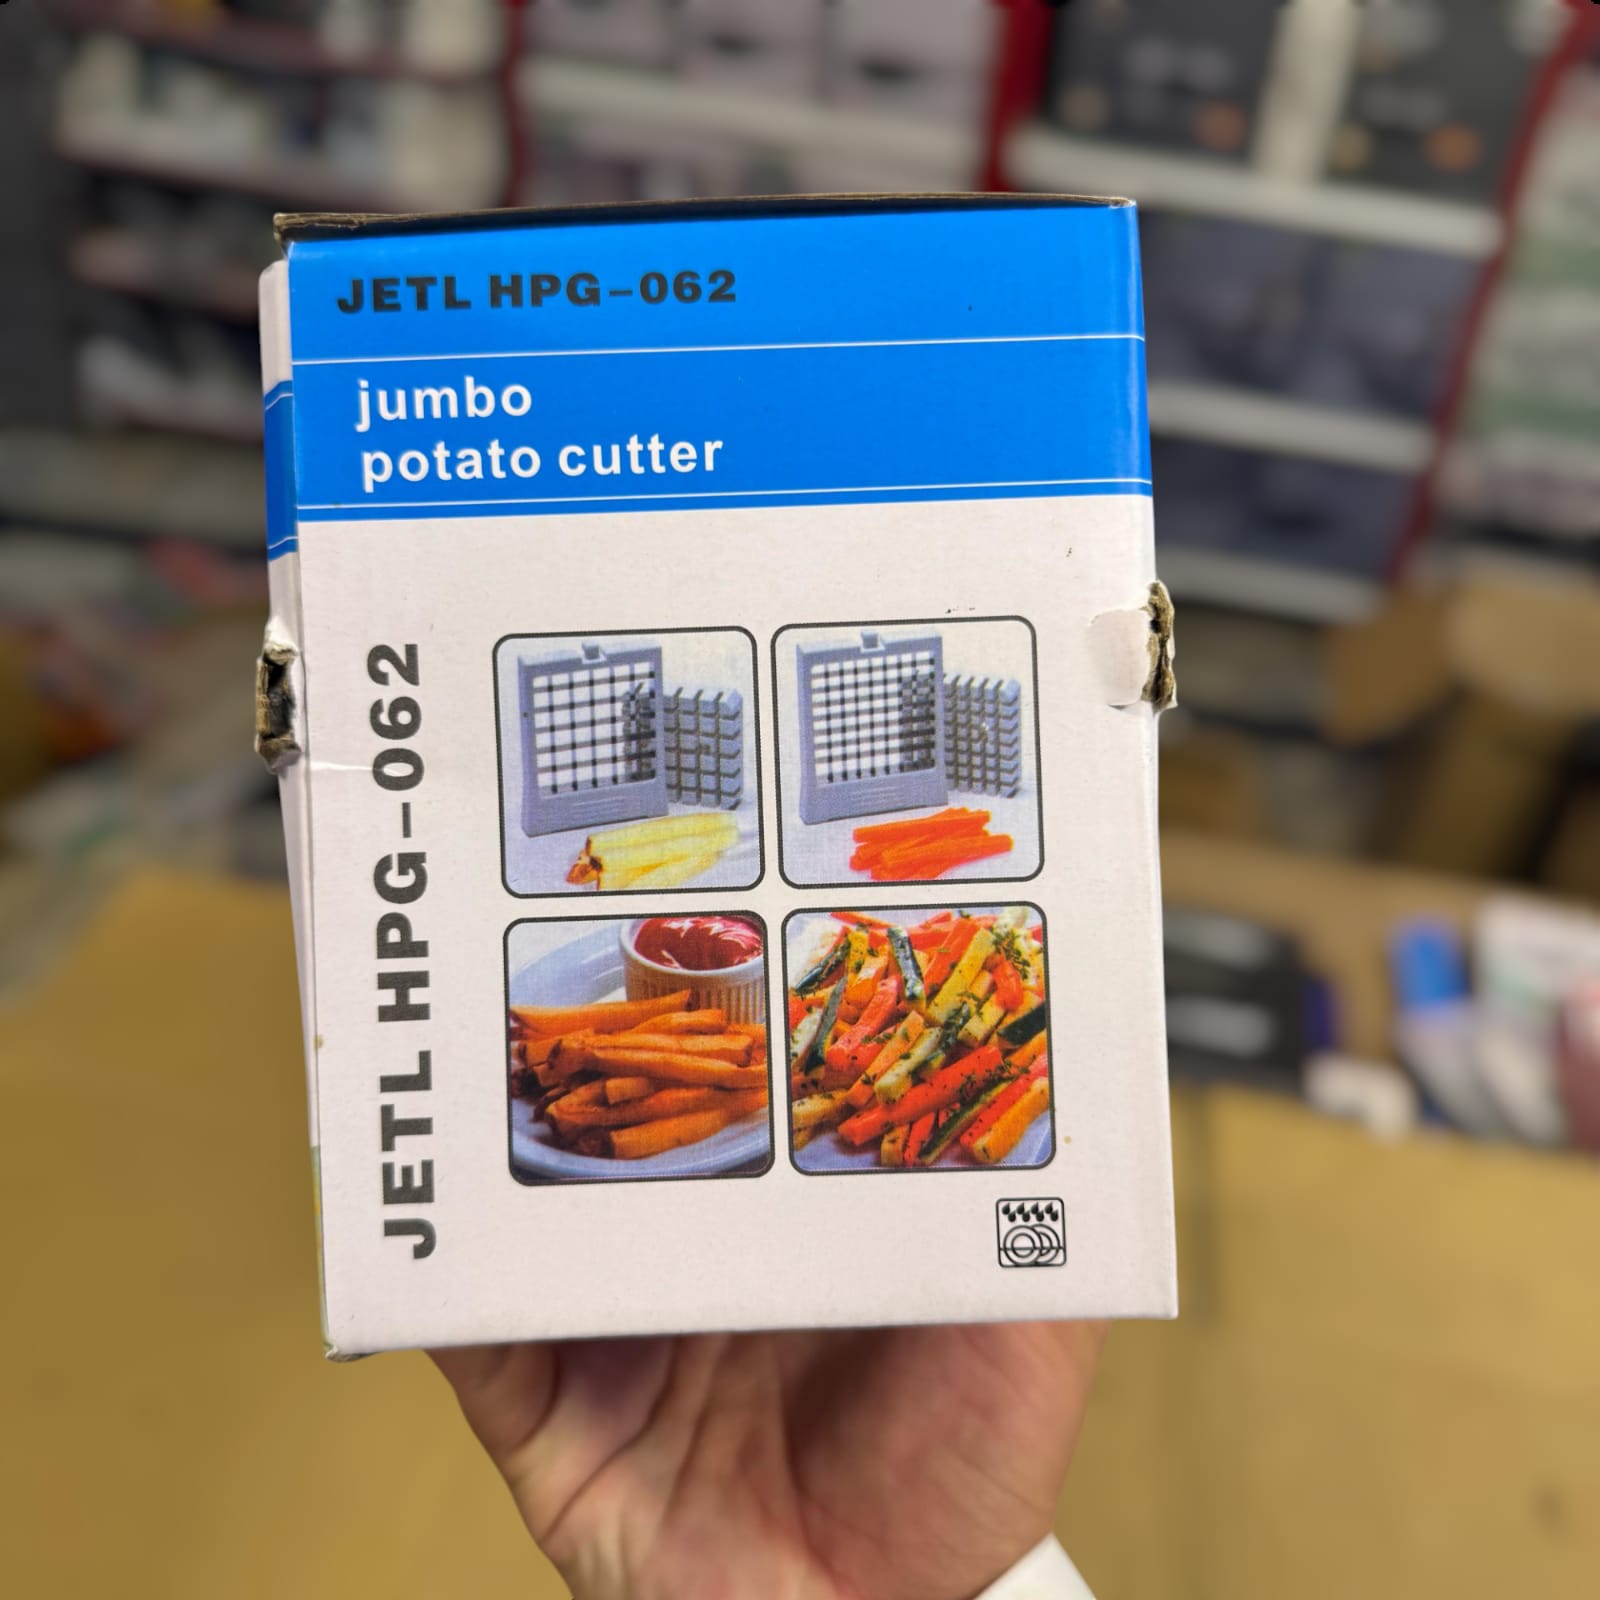 JETL HPG-062
jumbo
potato cutter
JETL HPG-062